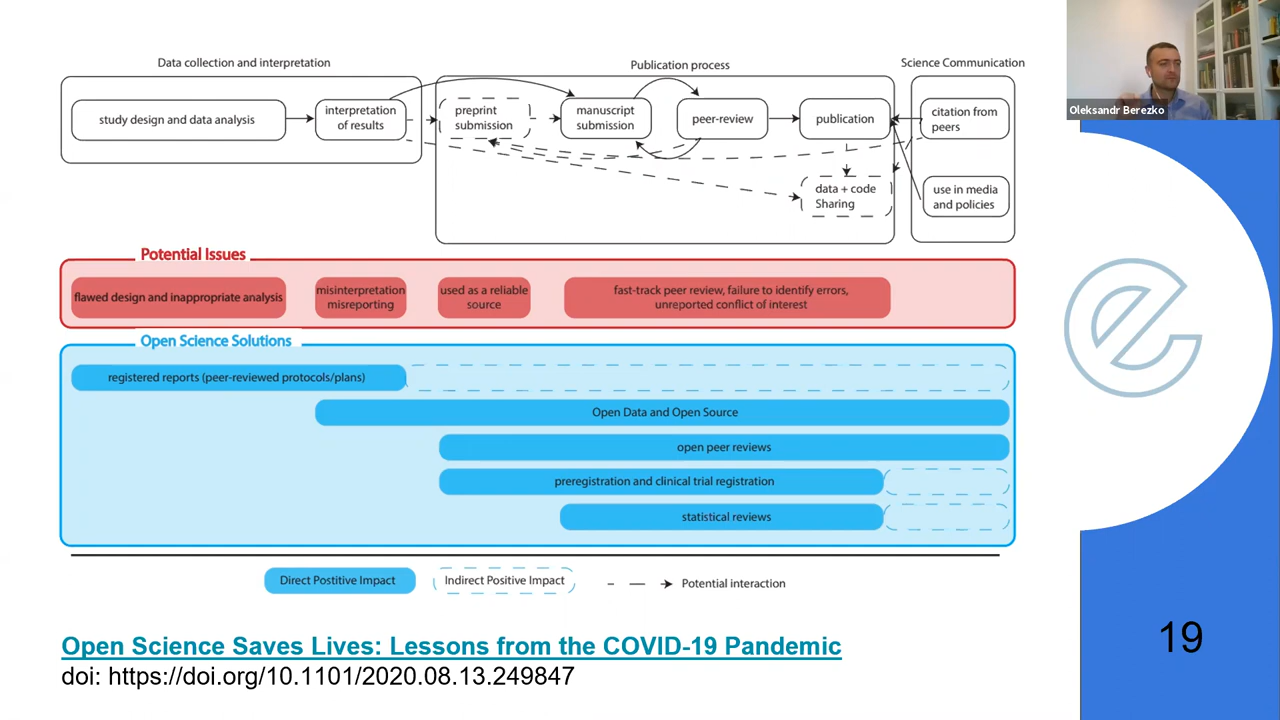 Oleksandr Berezko
Data collection and interpretation
Publication process
Science Communication
study design and data analysis
interpretation
of results
preprint
submission
manuscript
submission
peer-review
publication
citation from
peers
data + code
Sharing
use in media
and policies
Potential Issues
flawed design and inappropriate analysis
misinterpretation
misreporting
used as a reliable
source
fast-track peer review, failure to identify errors,
unreported conflict of interest
Open Science Solutions
registered reports (peer-reviewed protocols/plans)
Open Data and Open Source
open peer reviews
preregistration and clinical trial registration
statistical reviews
Direct Postitive Impact
Indirect Postitive Impact
Potential interaction
Open Science Saves Lives: Lessons from the COVID-19 Pandemic
doi: https://doi.org/10.1101/2020.08.13.249847
19